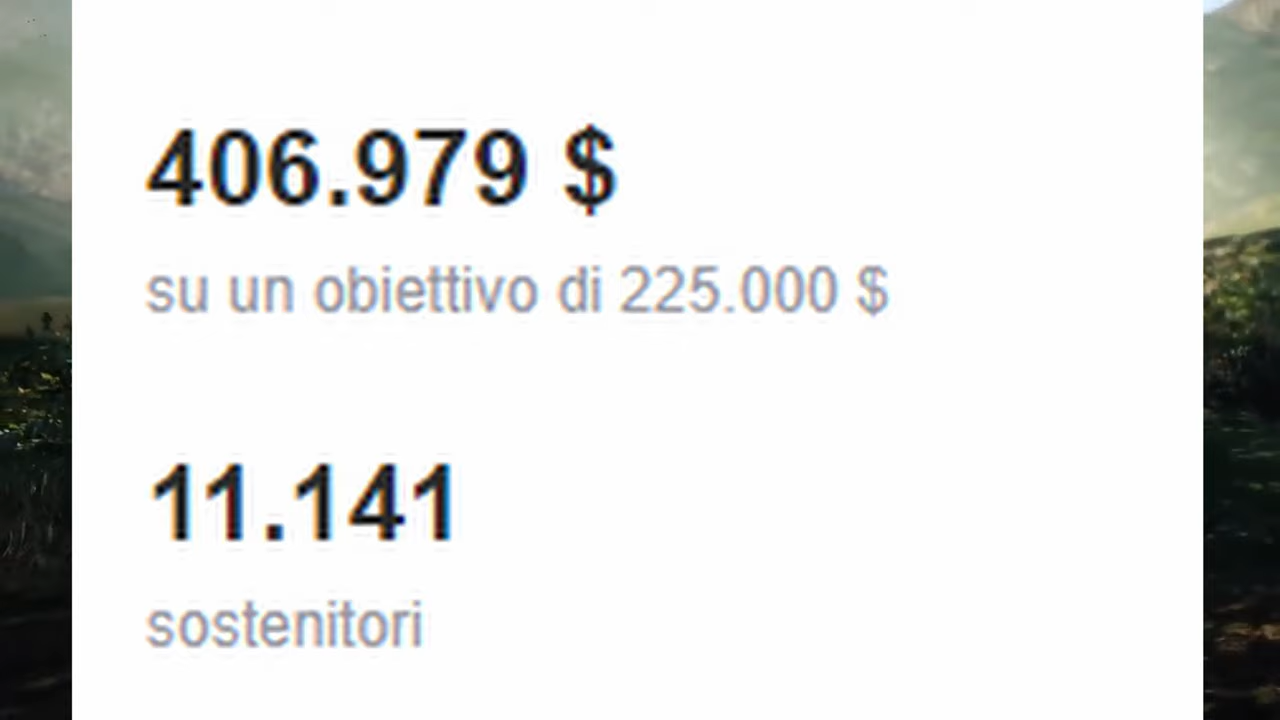 406.979 $
su un obiettivo di 225.000 $
11.141
sostenitori